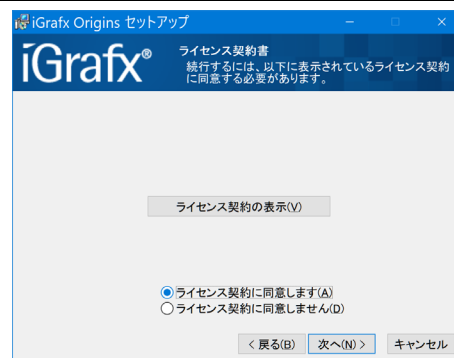 iGrafx Origins セットアップ
iGrafx®
ライセンス契約書
続行するには、以下に表示されているライセンス契約
に同意する必要があります。
ライセンス契約の表示(V)
ライセンス契約に同意します(A)
ライセンス契約に同意しません(D)
< 戻る(B)
次へ(N) >
キャンセル